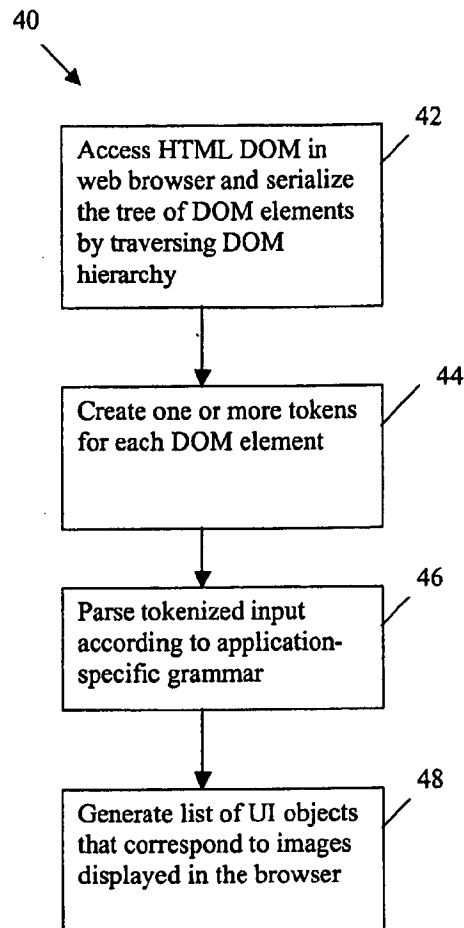 40
42
Access HTML DOM in
web browser and serialize
the tree of DOM elements
by traversing DOM
hierarchy
44
Create one or more tokens
for each DOM element
46
Parse tokenized input
according to application-
specific grammar
48
Generate list of UI objects
that correspond to images
displayed in the browser